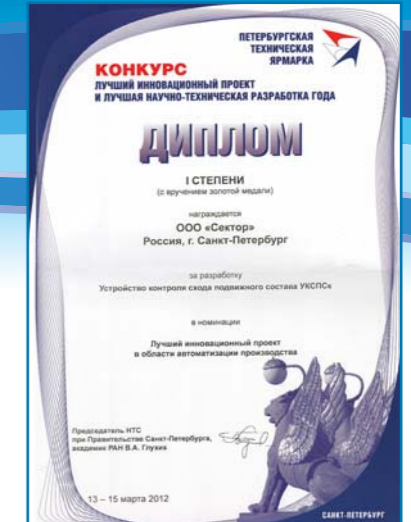 ПЕТЕРБУРГСКАЯ
ТЕХНИЧЕСКАЯ
ЯРМАРКА
КОНКУРС
ЛУЧШИЙ ИННОВАЦИОННЫЙ ПРОЕКТ
И ЛУЧШАЯ НАУЧНО-ТЕХНИЧЕСКАЯ РАЗРАБОТКА ГОДА
ДИПЛОМ
I СТЕПЕНИ
(с вручением золотой медали)
награждается
ООО «Сектор»
Россия, г. Санкт-Петербург
за разработку
Устройство контроля схода подвижного состава УКСПСк
в номинации
Лучший инновационный проект
в области автоматизации производства
Председатель НТС
при Правительстве Санкт-Петербурга,
академик РАН В.А. Глухих
13 – 15 марта 2012
САНКТ-ПЕТЕРБУРГ